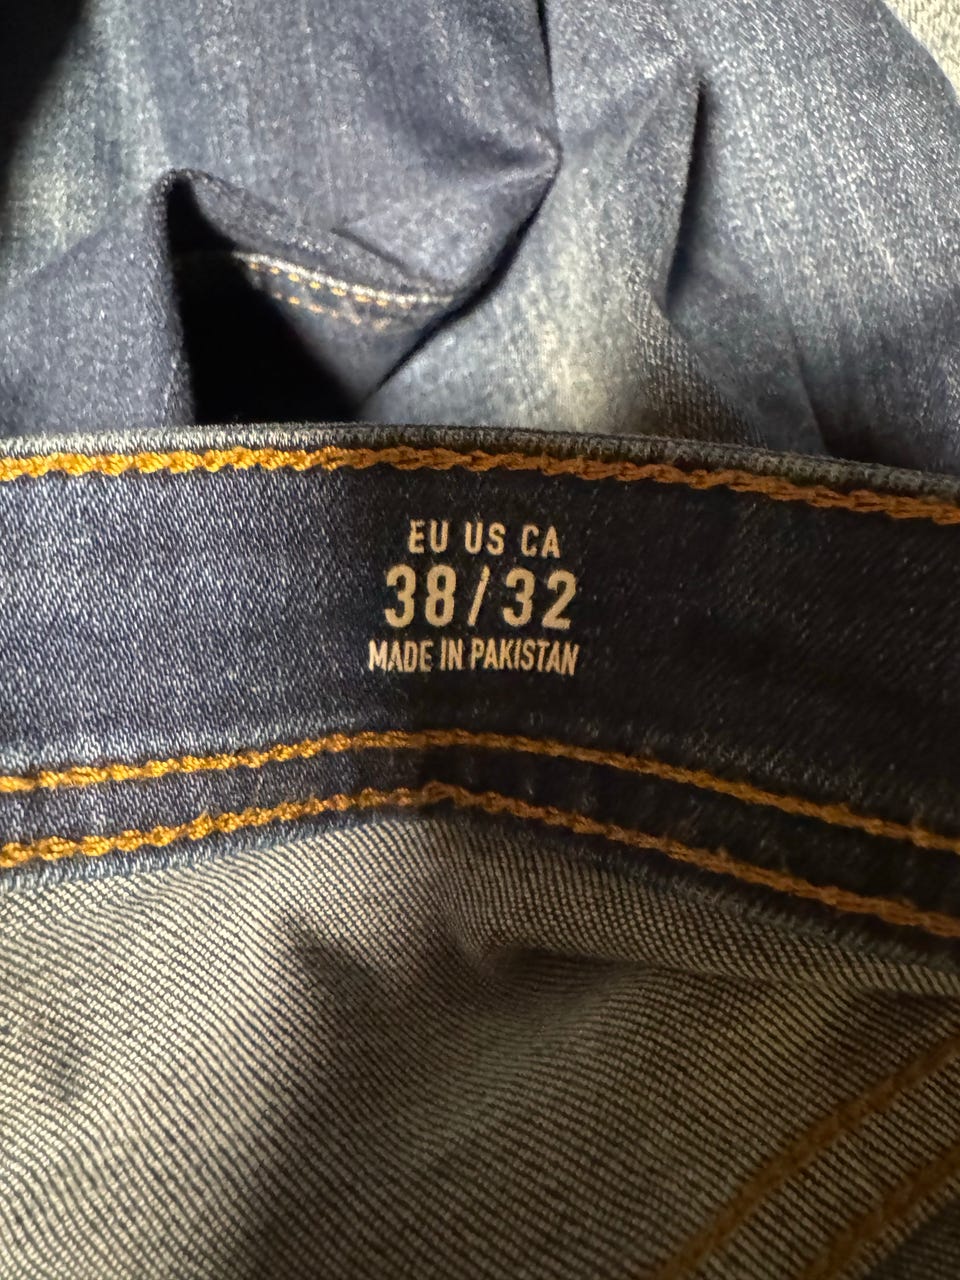 EU US CA
38/32
MADE IN PAKISTAN